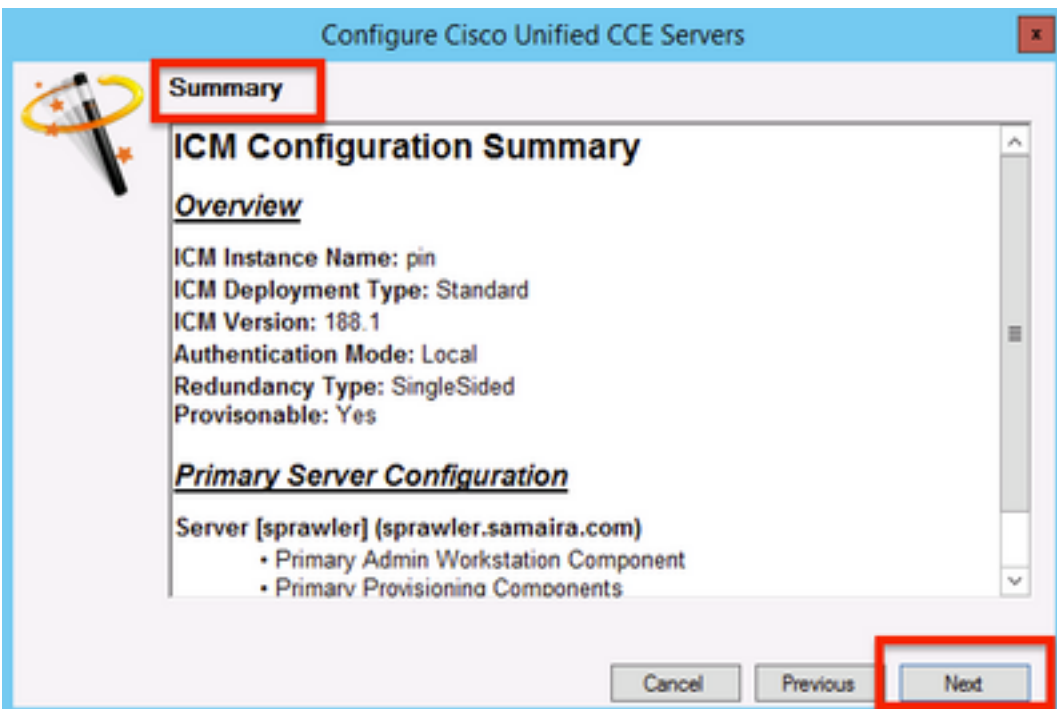 Configure Cisco Unified CCE Servers
x
Summary
ICM Configuration Summary
Overview
ICM Instance Name: pin
ICM Deployment Type: Standard
ICM Version: 188.1
Authentication Mode: Local
Redundancy Type: SingleSided
Provisonable: Yes
Primary Server Configuration
Server [sprawler] (sprawler.samaira.com)
• Primary Admin Workstation Component
• Primary Provisioning Components
Cancel
Previous
Next